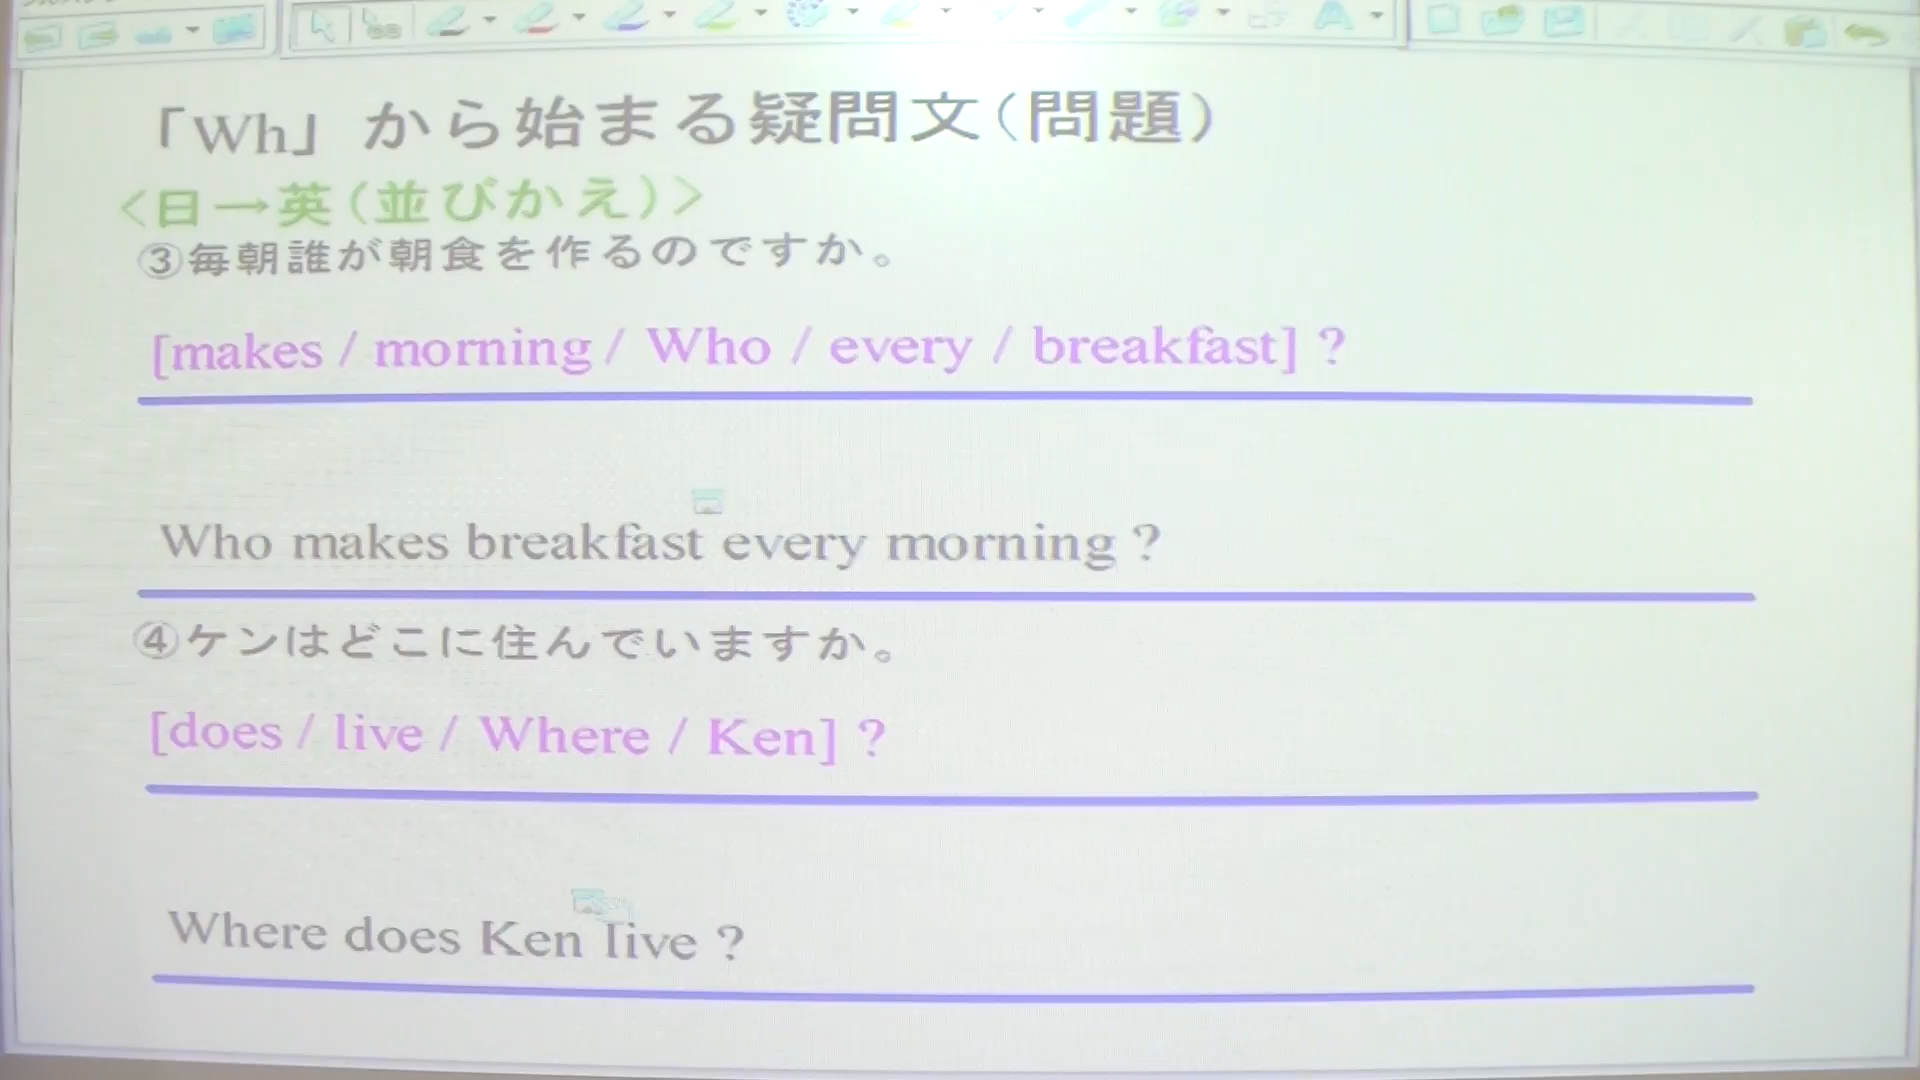 「Wh」から始まる疑問文(問題)
<日→英(並びかえ)>
③毎朝誰が朝食を作るのですか。
[makes / morning / Who / every / breakfast] ?
Who makes breakfast every morning ?
④ケンはどこに住んでいますか。
[does / live / Where / Ken] ?
Where does Ken live ?